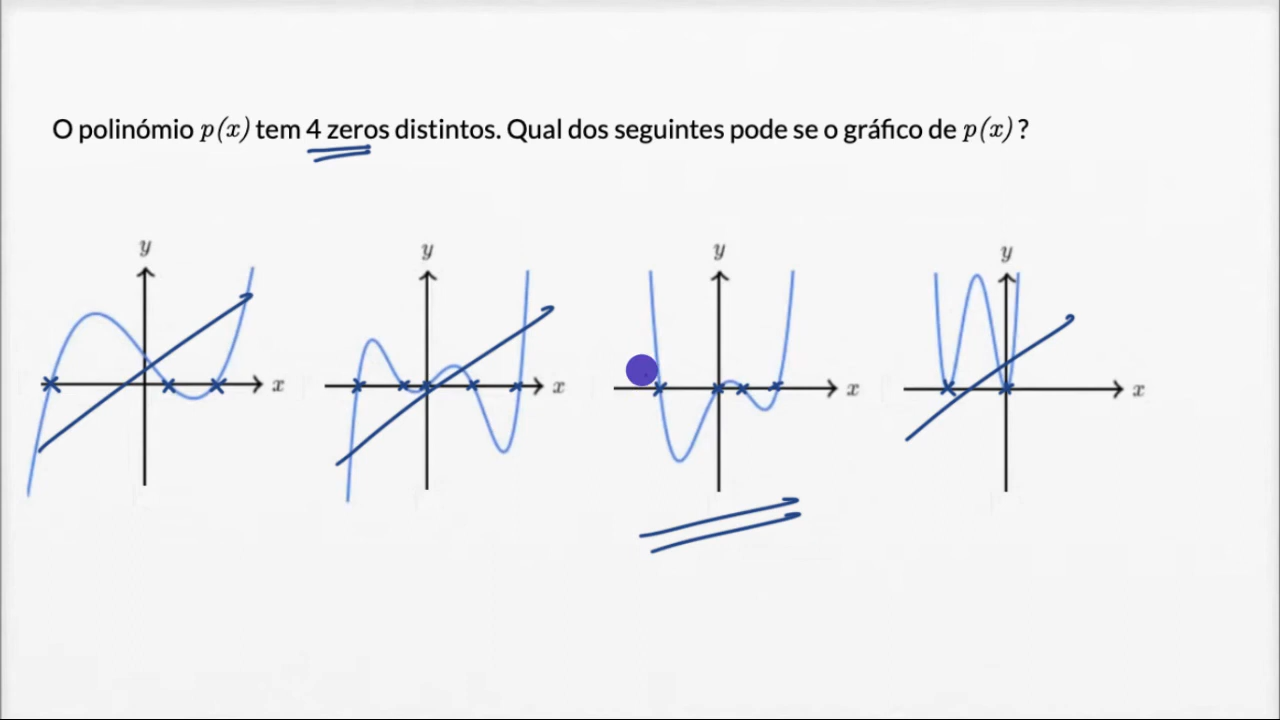 O polinómio p(x) tem 4 zeros distintos. Qual dos seguintes pode se o gráfico de p(x)?
y y y y
x x x x